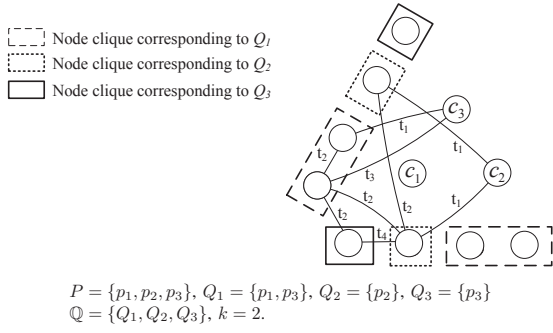 Node clique corresponding to Q₁
Node clique corresponding to Q₂
Node clique corresponding to Q₃
c₃
t₁
t₂
t₁
t₃
c₁
c₂
t₂
t₂
t₁
t₂
t₄
P = {p₁, p₂, p₃}, Q₁ = {p₁, p₃}, Q₂ = {p₂}, Q₃ = {p₃}
ℚ = {Q₁, Q₂, Q₃}, k = 2.